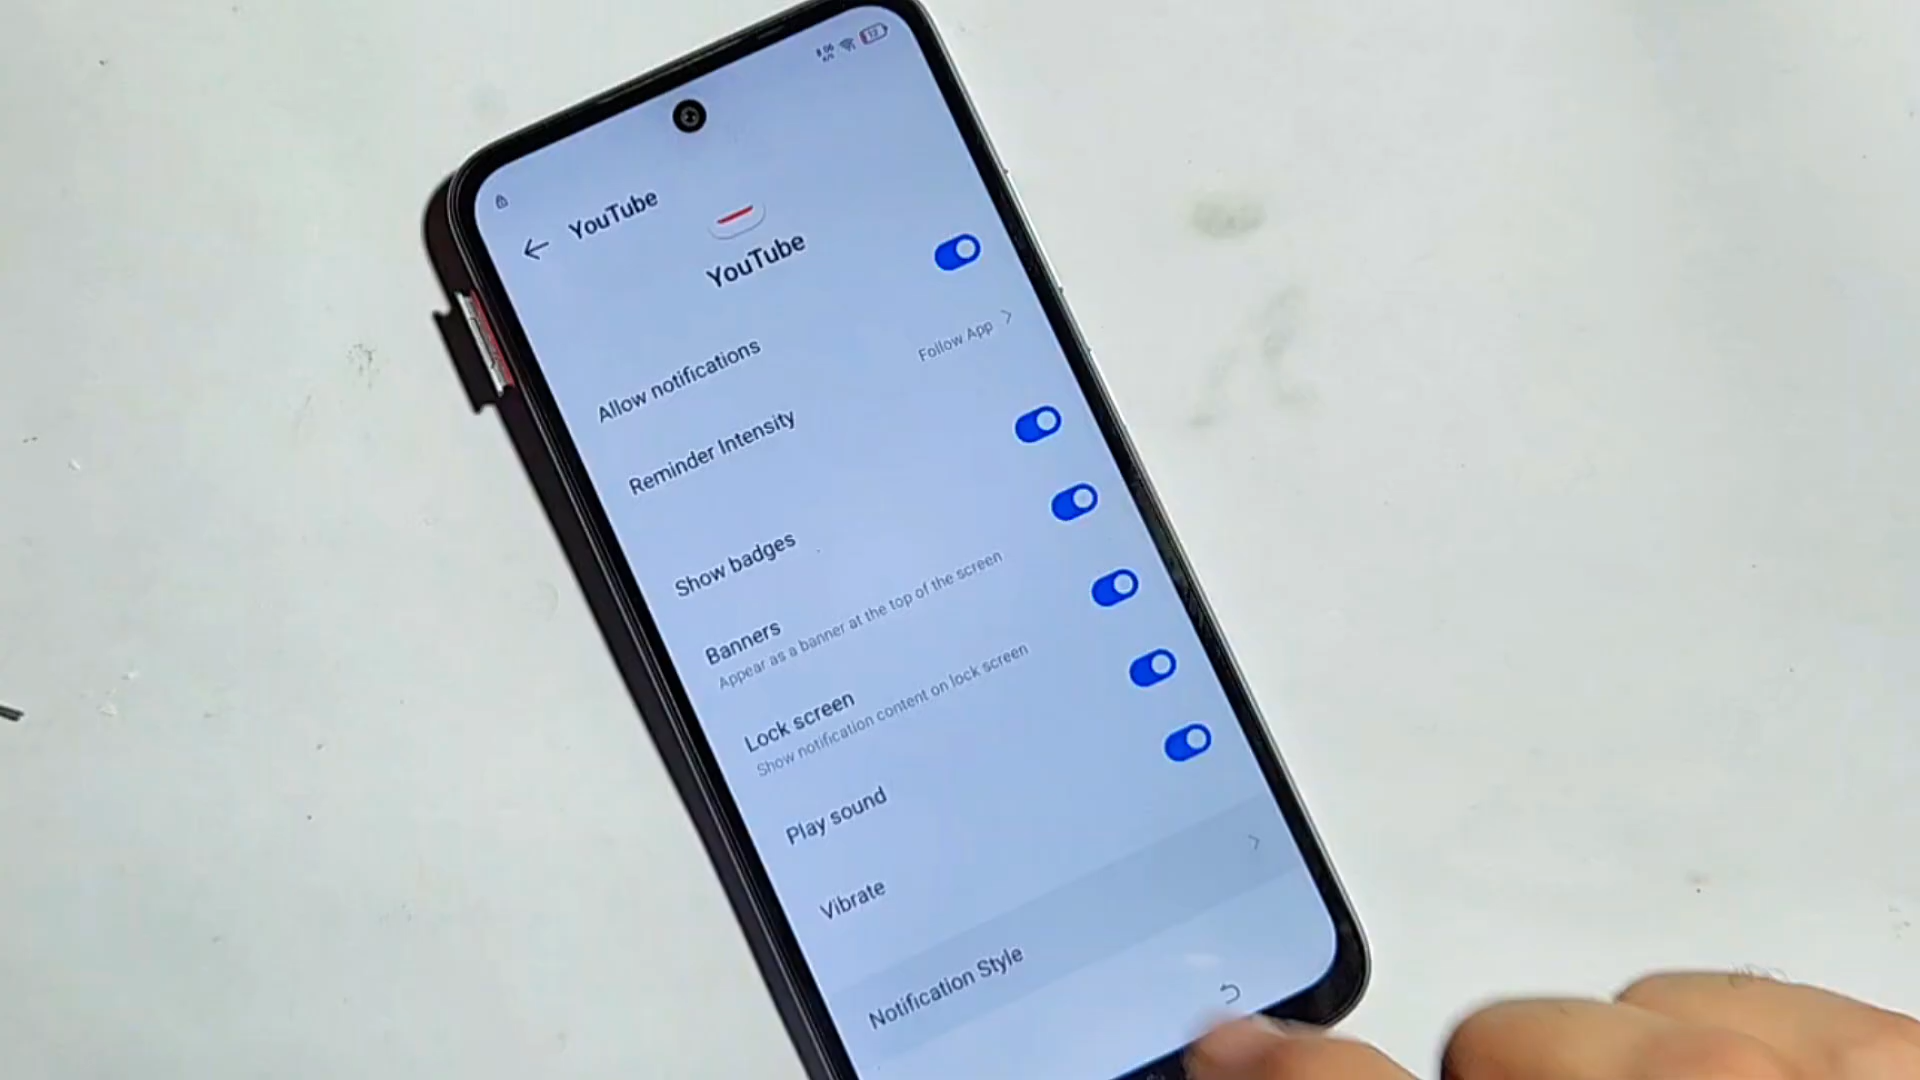 YouTube
YouTube
Allow notifications
Reminder Intensity
Follow App
Show badges
Banners
Appear as a banner at the top of the screen
Lock screen
Show notification content on lock screen
Play sound
Vibrate
Notification Style